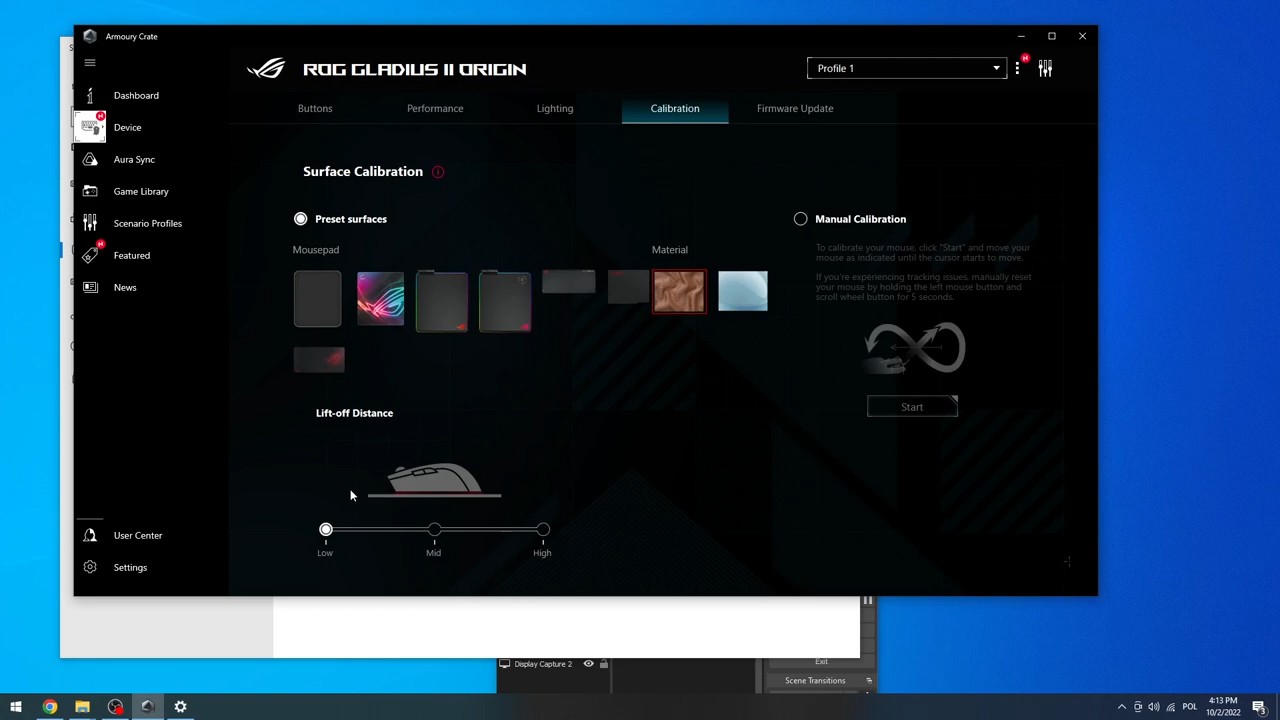 Armoury Crate
ROG GLADIUS II ORIGIN
Profile 1
N
Dashboard
N
Device
Aura Sync
Game Library
Scenario Profiles
N
Featured
News
User Center
Settings
Buttons
Performance
Lighting
Calibration
Firmware Update
Surface Calibration
Preset surfaces
Mousepad
Material
Lift-off Distance
Low
Mid
High
Manual Calibration
To calibrate your mouse, click "Start" and move your
mouse as indicated until the cursor starts to move.
If you're experiencing tracking issues, manually reset
your mouse by holding the left mouse button and
scroll wheel button for 5 seconds.
Start
Display Capture 2
Exit
Scene Transitions
POL
4:13 PM
10/2/2022
3